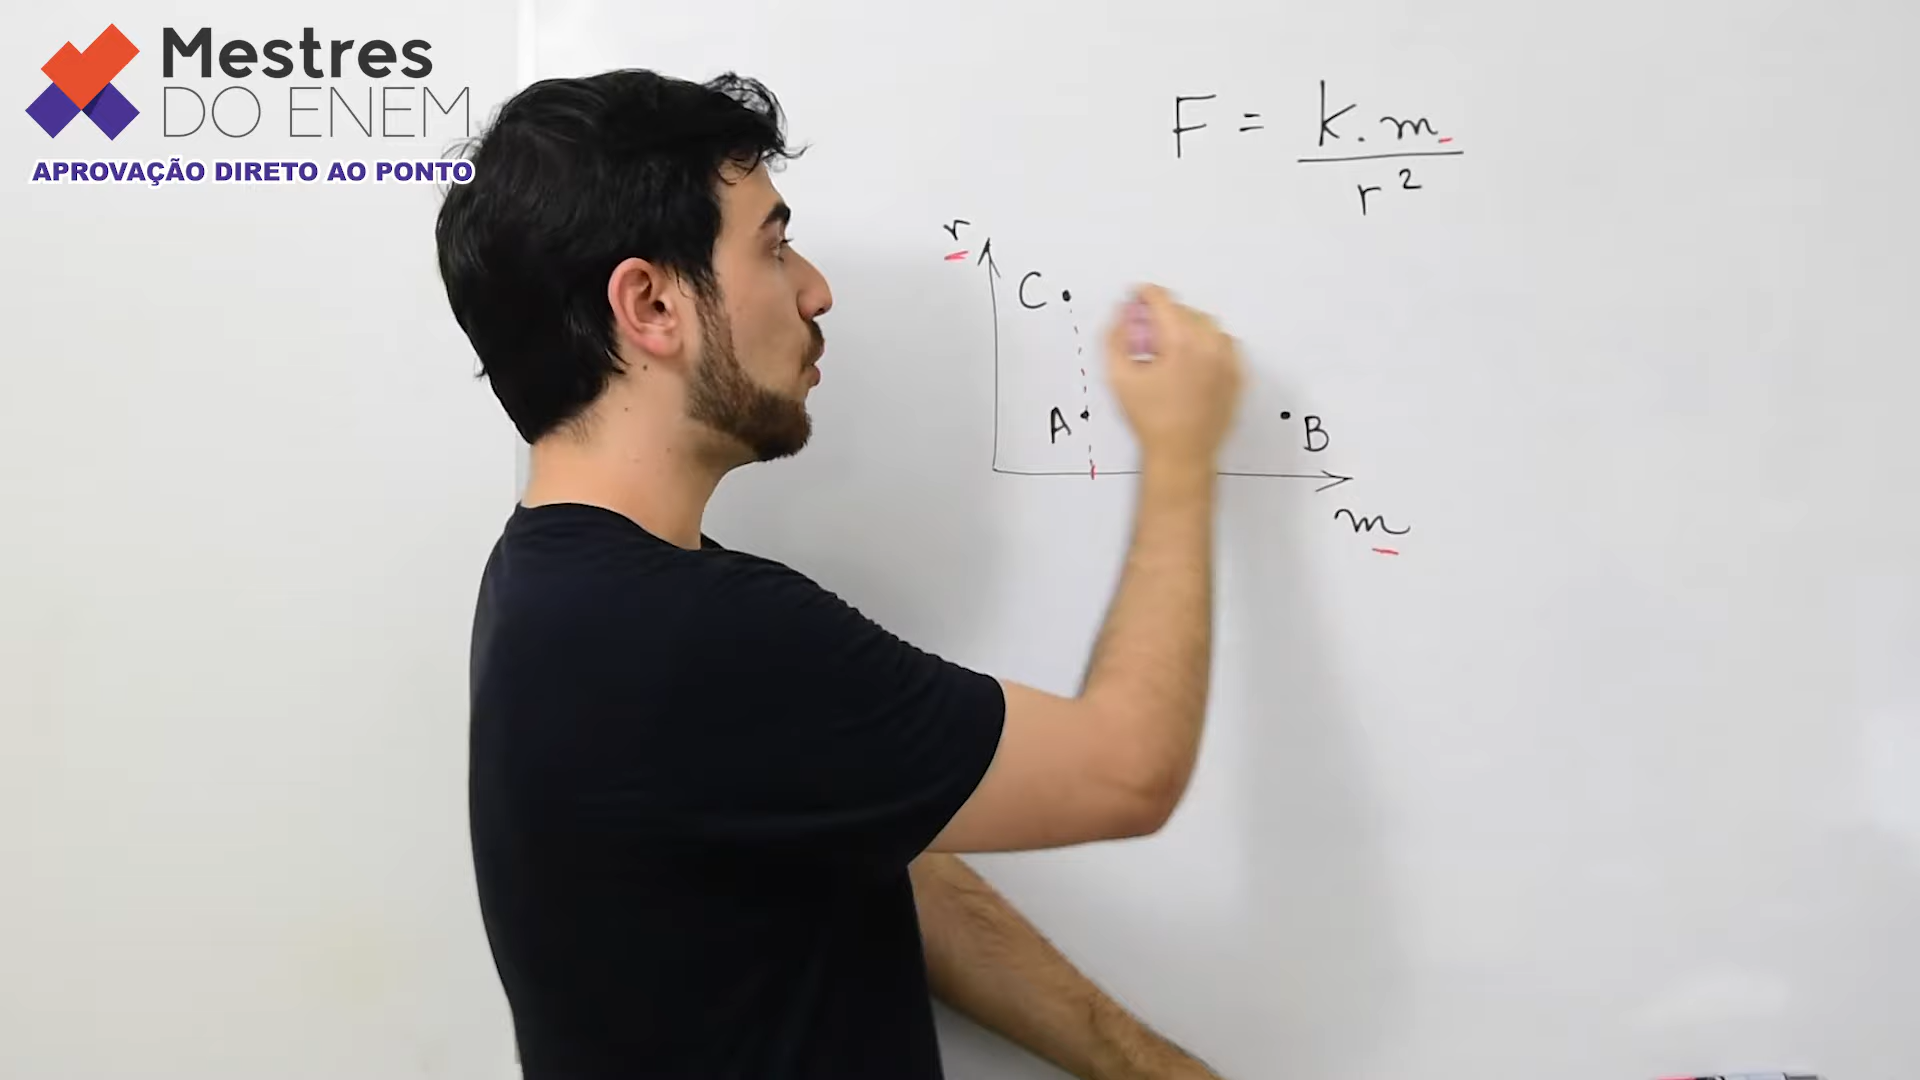 Mestres
DO ENEM
APROVAÇÃO DIRETO AO PONTO
F = k.m
r²
r
C
A
B
m